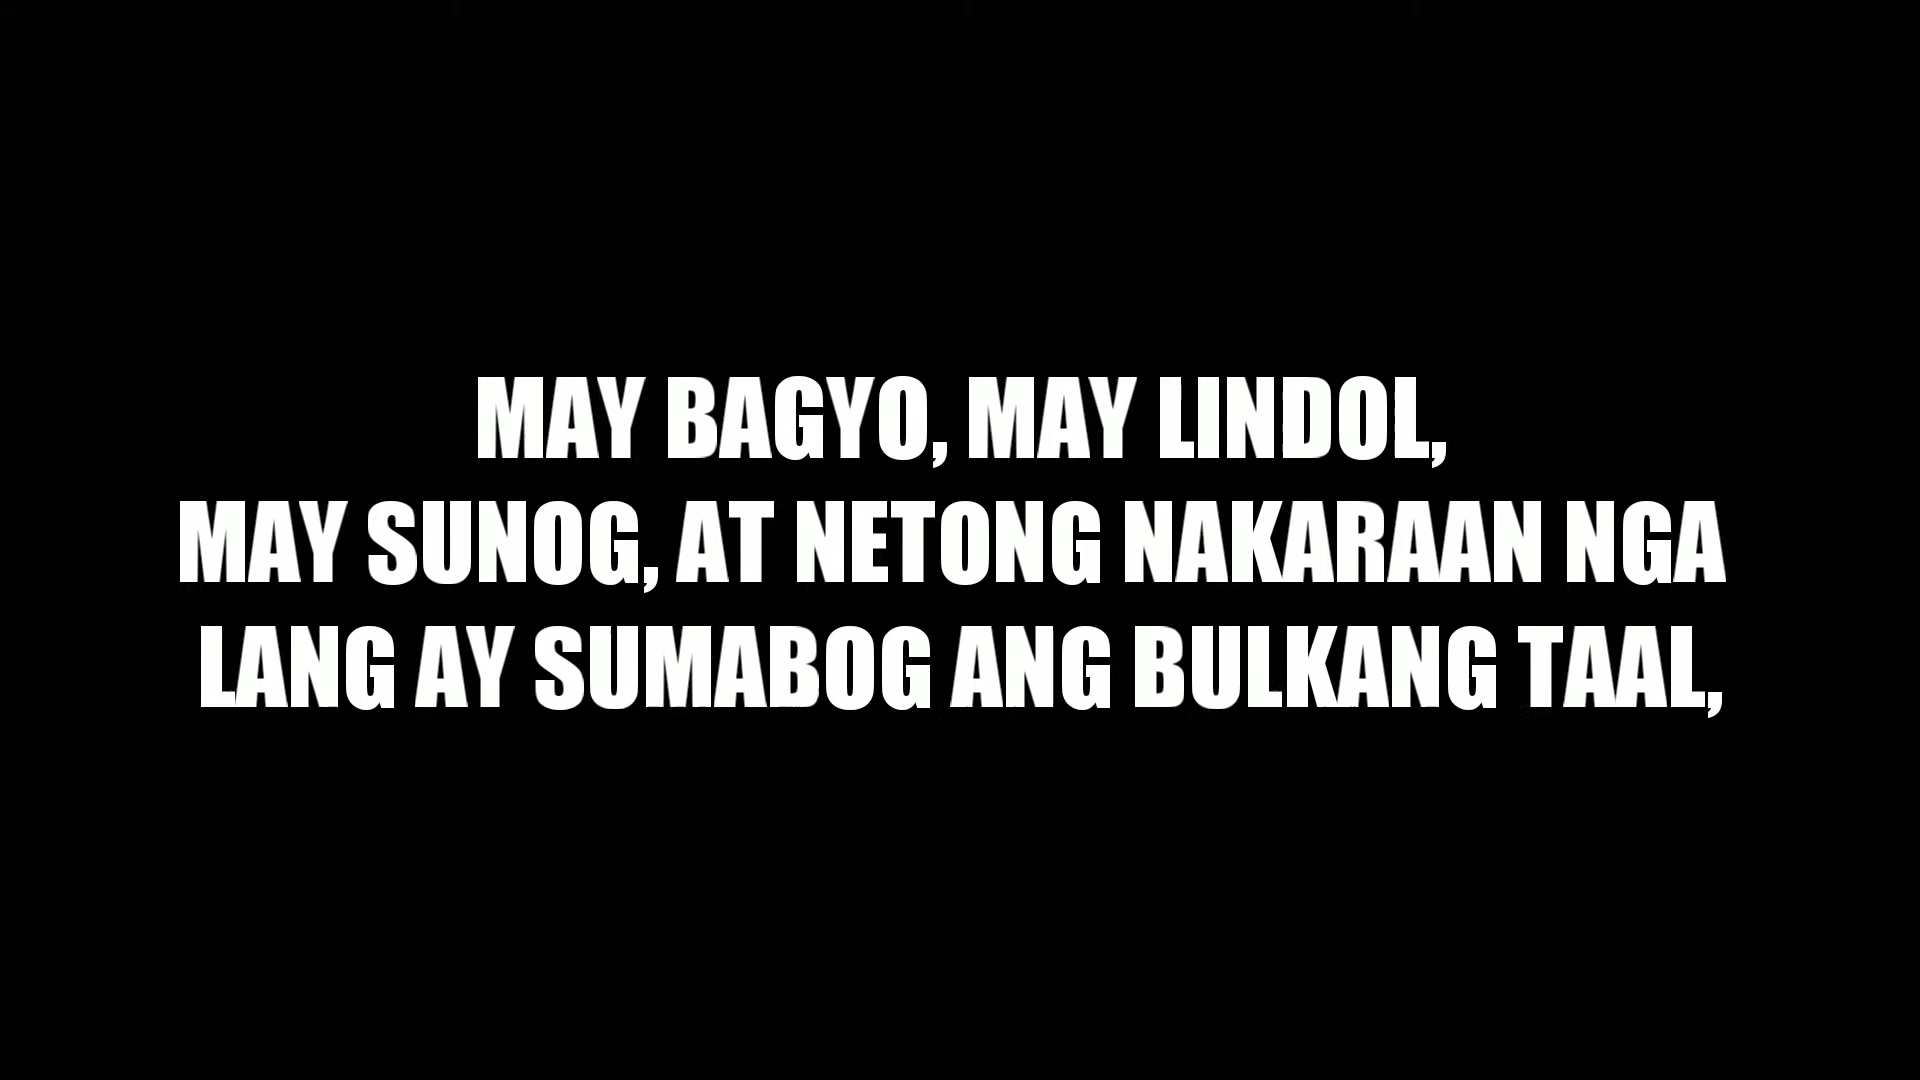 MAY BAGYO, MAY LINDOL,
MAY SUNOG, AT NETONG NAKARAAN NGA
LANG AY SUMABOG ANG BULKANG TAAL,